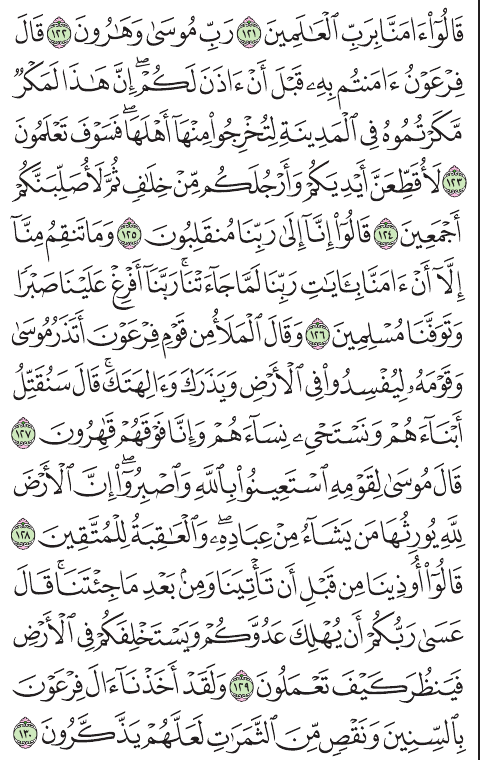 قَالُوٓا۟ ءَامَنَّا بِرَبِّ ٱلْعَـٰلَمِينَ ١٢١ رَبِّ مُوسَىٰ وَهَـٰرُونَ ١٢٢ قَالَ
فِرْعَوْنُ ءَامَنتُم بِهِۦ قَبْلَ أَنْ ءَاذَنَ لَكُمْ ۖ إِنَّ هَـٰذَا لَمَكْرٌ
مَّكَرْتُمُوهُ فِى ٱلْمَدِينَةِ لِتُخْرِجُوا۟ مِنْهَآ أَهْلَهَا ۖ فَسَوْفَ تَعْلَمُونَ
١٢٣ لَأُقَطِّعَنَّ أَيْدِيَكُمْ وَأَرْجُلَكُم مِّنْ خِلَـٰفٍ ثُمَّ لَأُصَلِّبَنَّكُمْ
أَجْمَعِينَ ١٢٤ قَالُوٓا۟ إِنَّآ إِلَىٰ رَبِّنَا مُنقَلِبُونَ ١٢٥ وَمَا تَنقِمُ مِنَّآ
إِلَّآ أَنْ ءَامَنَّا بِـَٔايَـٰتِ رَبِّنَا لَمَّا جَآءَتْنَا ۚ رَبَّنَآ أَفْرِغْ عَلَيْنَا صَبْرًا
وَتَوَفَّنَا مُسْلِمِينَ ١٢٦ وَقَالَ ٱلْمَلَأُ مِن قَوْمِ فِرْعَوْنَ أَتَذَرُ مُوسَىٰ
وَقَوْمَهُۥ لِيُفْسِدُوا۟ فِى ٱلْأَرْضِ وَيَذَرَكَ وَءَالِهَتَكَ ۚ قَالَ سَنُقَتِّلُ
أَبْنَآءَهُمْ وَنَسْتَحْىِۦ نِسَآءَهُمْ وَإِنَّا فَوْقَهُمْ قَـٰهِرُونَ ١٢٧
قَالَ مُوسَىٰ لِقَوْمِهِ ٱسْتَعِينُوا۟ بِٱللَّهِ وَٱصْبِرُوٓا۟ ۖ إِنَّ ٱلْأَرْضَ
لِلَّهِ يُورِثُهَا مَن يَشَآءُ مِنْ عِبَادِهِۦ ۖ وَٱلْعَـٰقِبَةُ لِلْمُتَّقِينَ ١٢٨
قَالُوٓا۟ أُوذِينَا مِن قَبْلِ أَن تَأْتِيَنَا وَمِنۢ بَعْدِ مَا جِئْتَنَا ۚ قَالَ
عَسَىٰ رَبُّكُمْ أَن يُهْلِكَ عَدُوَّكُمْ وَيَسْتَخْلِفَكُمْ فِى ٱلْأَرْضِ
فَيَنظُرَ كَيْفَ تَعْمَلُونَ ١٢٩ وَلَقَدْ أَخَذْنَآ ءَالَ فِرْعَوْنَ
بِٱلسِّنِينَ وَنَقْصٍ مِّنَ ٱلثَّمَرَٰتِ لَعَلَّهُمْ يَذَّكَّرُونَ ١٣٠